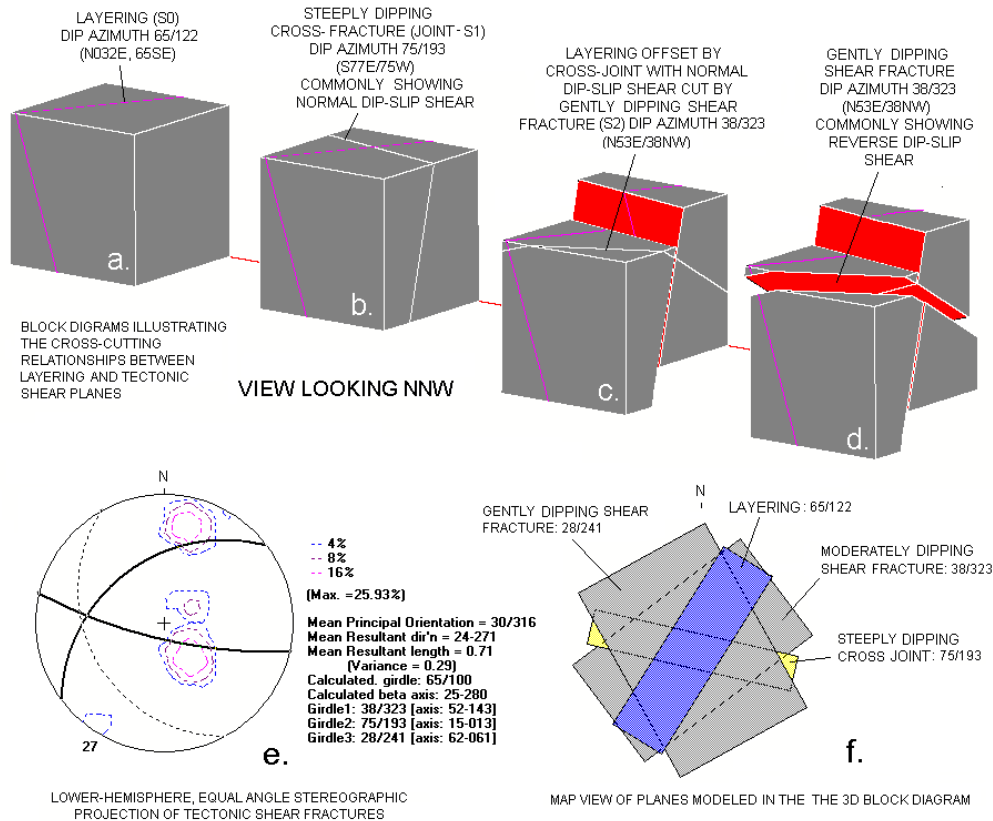 LAYERING (S0)
DIP AZIMUTH 65/122
(N032E, 65SE)
STEEPLY DIPPING
CROSS- FRACTURE (JOINT-S1)
DIP AZIMUTH 75/193
(S77E/75W)
COMMONLY SHOWING
NORMAL DIP-SLIP SHEAR
LAYERING OFFSET BY
CROSS-JOINT WITH NORMAL
DIP-SLIP SHEAR CUT BY
GENTLY DIPPING SHEAR
FRACTURE (S2) DIP AZIMUTH 38/323
(N53E/38NW)
GENTLY DIPPING
SHEAR FRACTURE
DIP AZIMUTH 38/323
(N53E/38NW)
COMMONLY SHOWING
REVERSE DIP-SLIP
SHEAR
a.
b.
c.
d.
BLOCK DIGRAMS ILLUSTRATING
THE CROSS-CUTTING
RELATIONSHIPS BETWEEN
LAYERING AND TECTONIC
SHEAR PLANES
VIEW LOOKING NNW
N
27
-- 4%
-- 8%
-- 16%
(Max. =25.93%)
Mean Principal Orientation = 30/316
Mean Resultant dir'n = 24-271
Mean Resultant length = 0.71
(Variance = 0.29)
Calculated. girdle: 65/100
Calculated beta axis: 25-280
Girdle1: 38/323 [axis: 52-143]
Girdle2: 75/193 [axis: 15-013]
Girdle3: 28/241 [axis: 62-061]
e.
LOWER-HEMISPHERE, EQUAL ANGLE STEREOGRAPHIC
PROJECTION OF TECTONIC SHEAR FRACTURES
N
GENTLY DIPPING SHEAR
FRACTURE: 28/241
LAYERING: 65/122
MODERATELY DIPPING
SHEAR FRACTURE: 38/323
STEEPLY DIPPING
CROSS JOINT: 75/193
f.
MAP VIEW OF PLANES MODELED IN THE THE 3D BLOCK DIAGRAM